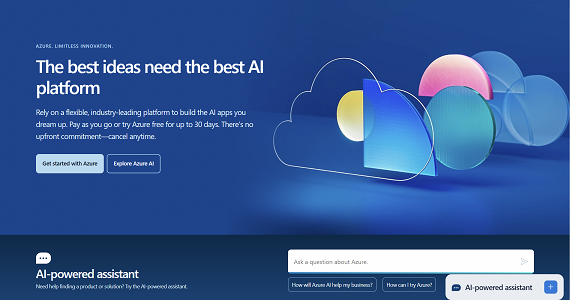 AZURE. LIMITLESS INNOVATION.
The best ideas need the best AI
platform
Rely on a flexible, industry-leading platform to build the AI apps you
dream up. Pay as you go or try Azure free for up to 30 days. There's no
upfront commitment—cancel anytime.
Get started with Azure
Explore Azure AI
AI-powered assistant
Need help finding a product or solution? Try the AI-powered assistant.
Ask a question about Azure.
How will Azure AI help my business?
How can I try Azure?
AI-powered assistant